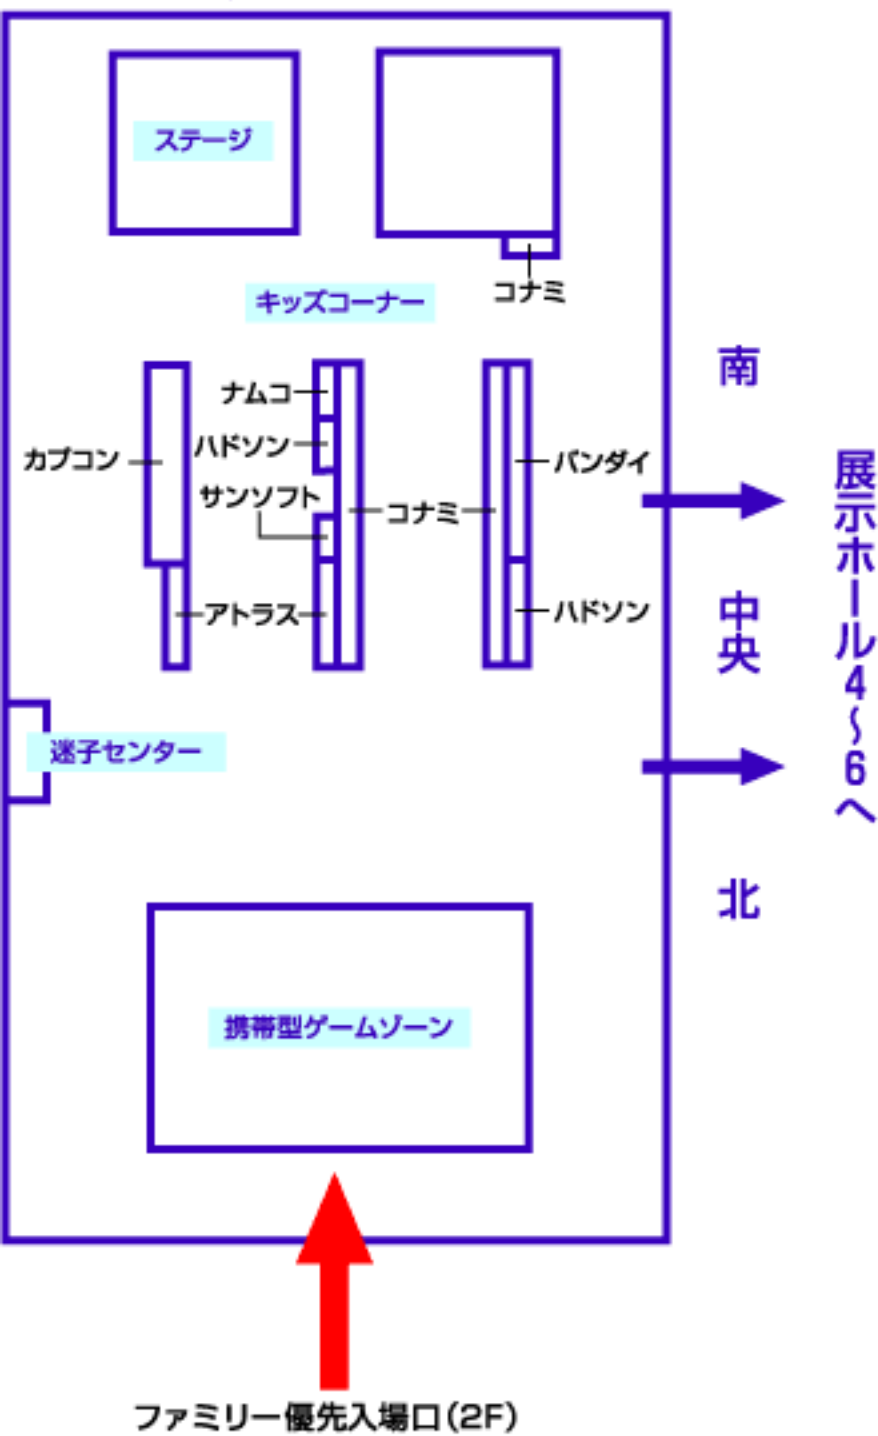 ステージ
コナミ
キッズコーナー
南
ナムコ
カプコン
ハドソン
バンダイ
サンソフト
コナミ
展示ホール4〜6へ
中央
アトラス
ハドソン
迷子センター
北
携帯型ゲームゾーン
ファミリー優先入場口(2F)